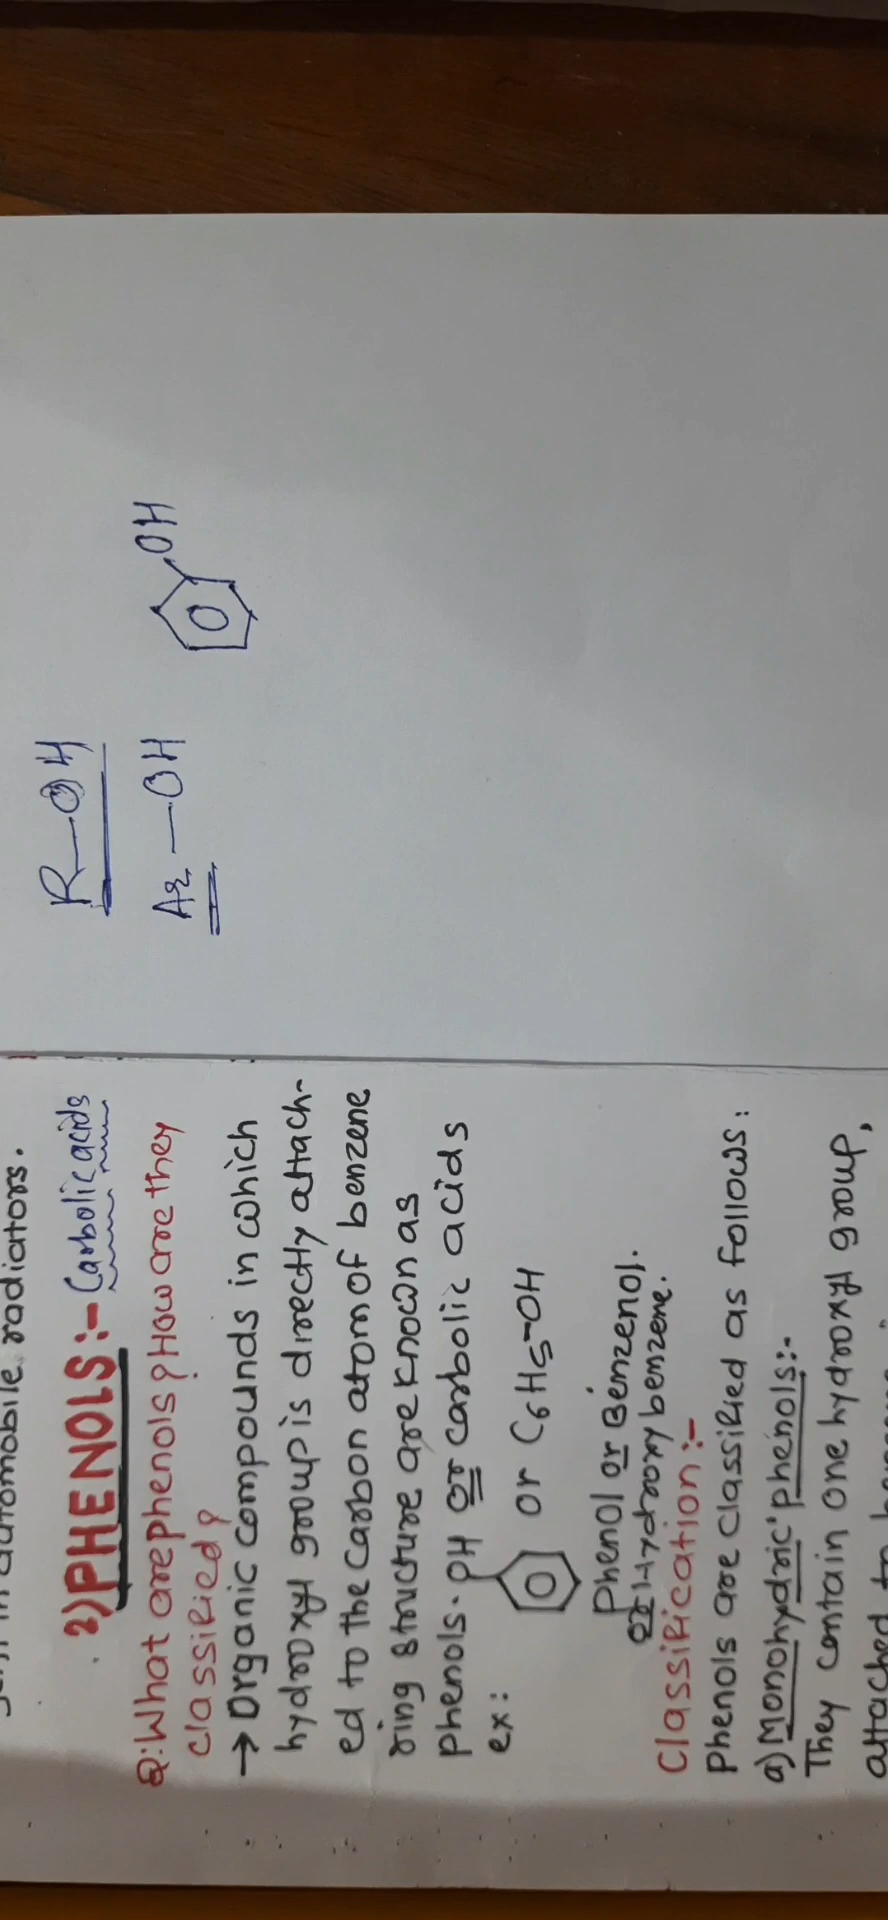 in automobile radiators.
2) PHENOLS :- Carbolic acids
Q: What are phenols? How are they
classified?
→ Organic compounds in which
hydroxyl group is directly attach-
ed to the carbon atom of benzene
ring structure are known as
phenols. or carbolic acids
ex: OH or C6H5-OH
Phenol or Benzenol.
or Hydroxy benzene.
Classification :-
Phenols are classified as follows:
a) Monohydric phenols:-
They contain one hydroxyl group,
attached to
R-OH
Ar-OH OH